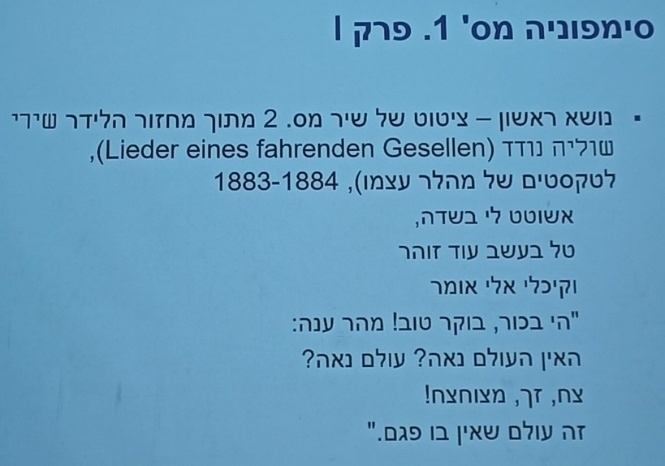 סימפוניה מס' 1. פרק I
▪ נושא ראשון – ציטוט של שיר מס. 2 מתוך מחזור הלידר שירי
שוליה נודד (Lieder eines fahrenden Gesellen),
לטקסטים של מהלר עצמו(, 1883-1884
אשוטט לי בשדה,
טל בעשב עוד זוהר
וקיכלי אלי אומר
"הי בכור, בוקר טוב! מהר ענה:
האין העולם נאה? עולם נאה?
צח, זך, מצוחצח!
זה עולם שאין בו פגם."